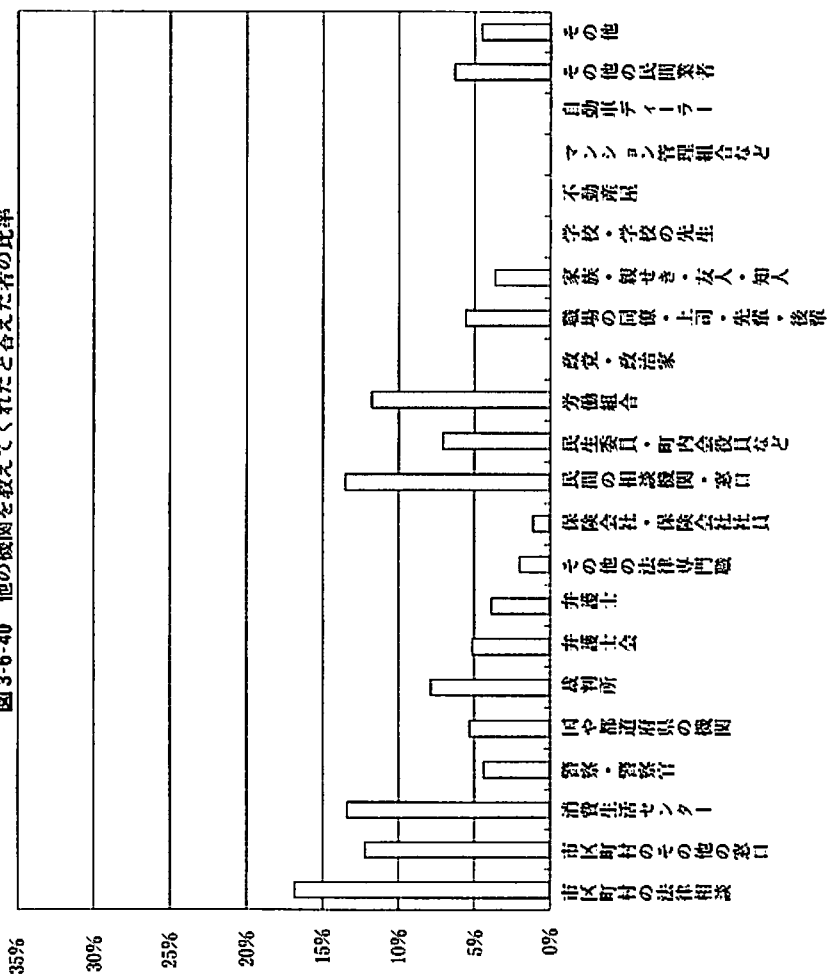 図 3-6-40 他の機関を教えてくれたと答えた者の比率
35%
30%
25%
20%
15%
10%
5%
0%
市区町村の法律相談
市区町村のその他の窓口
消費生活センター
警察・警察官
国や都道府県の機関
裁判所
弁護士会
弁護士
その他の法律専門職
保険会社・保険会社社員
民間の相談機関・窓口
民生委員・町内会役員など
労働組合
政党・政治家
職場の同僚・上司・先輩・後輩
家族・親せき・友人・知人
学校・学校の先生
不動産屋
マンション管理組合など
自動車ディーラー
その他の民間業者
その他